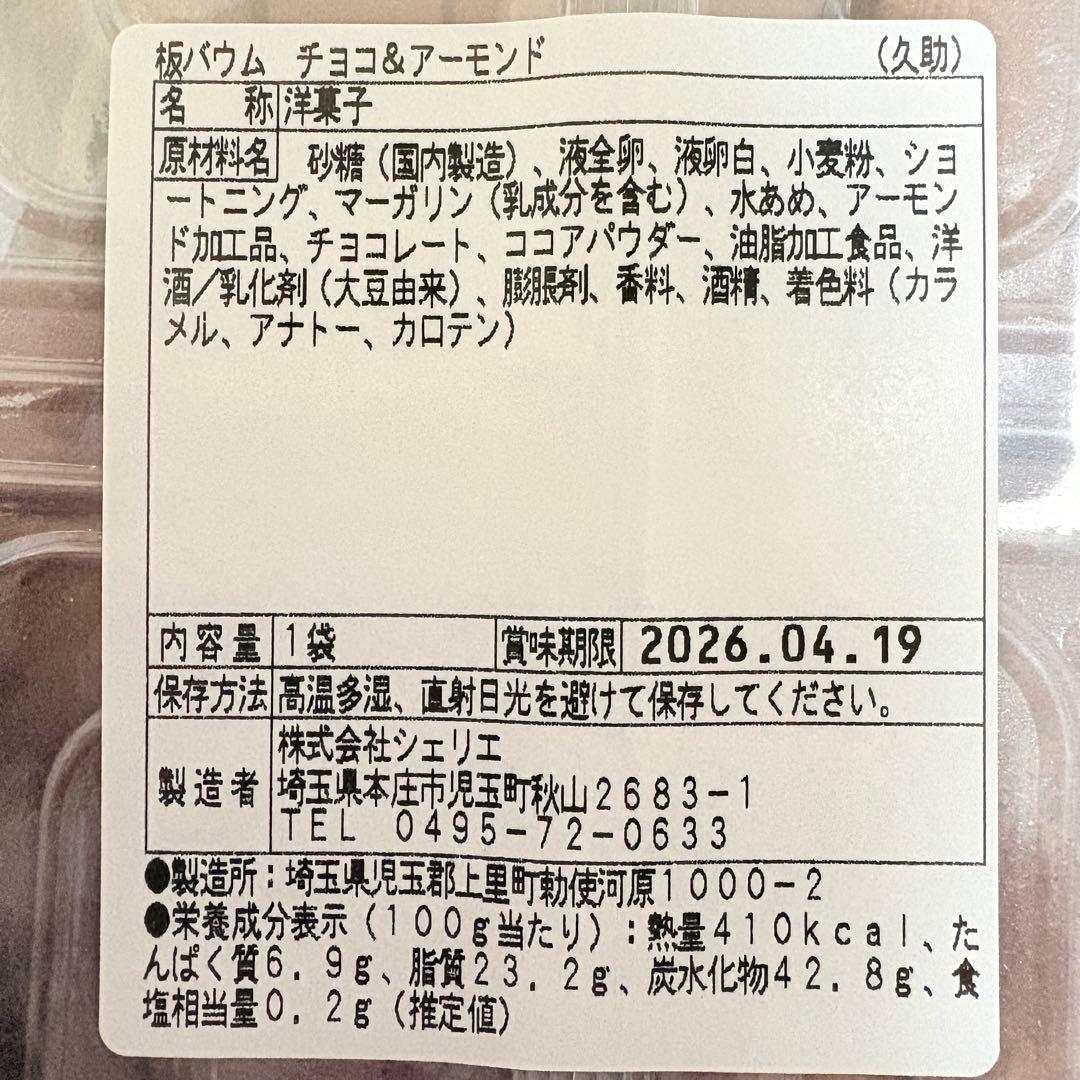 板バウム　チョコ＆アーモンド　（久助）
名　称　洋菓子
原材料名　砂糖（国内製造）、液全卵、液卵白、小麦粉、ショ
ートニング、マーガリン（乳成分を含む）、水あめ、アーモン
ド加工品、チョコレート、ココアパウダー、油脂加工食品、洋
酒／乳化剤（大豆由来）、膨脹剤、香料、酒精、着色料（カラ
メル、アナトー、カロテン）
内容量　１袋　賞味期限　2026.04.19
保存方法　高温多湿、直射日光を避けて保存してください。
製造者　株式会社シェリエ
埼玉県本庄市児玉町秋山２６８３－１
ＴＥＬ　０４９５－７２－０６３３
●製造所：埼玉県児玉郡上里町勅使河原１０００－２
●栄養成分表示（１００ｇ当たり）：熱量４１０ｋｃａｌ、た
んぱく質６．９ｇ、脂質２３．２ｇ、炭水化物４２．８ｇ、食
塩相当量０．２ｇ（推定値）